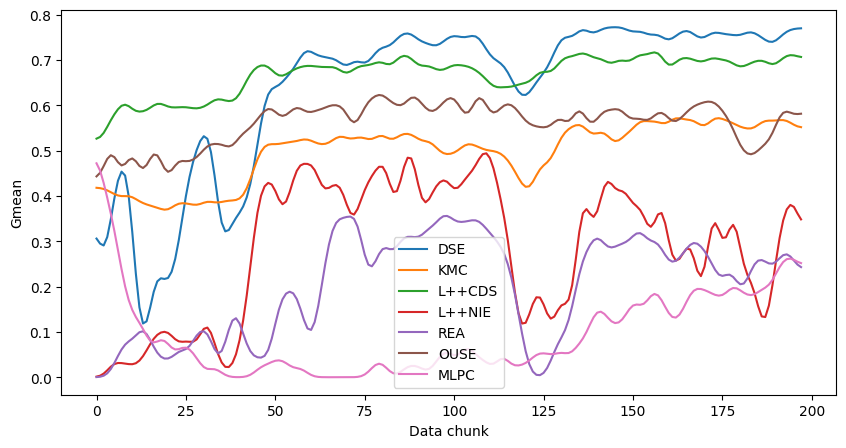 0.8
0.7
0.6
0.5
0.4
0.3
0.2
0.1
0.0
Gmean
DSE
KMC
L++CDS
L++NIE
REA
OUSE
MLPC
0 25 50 75 100 125 150 175 200
Data chunk